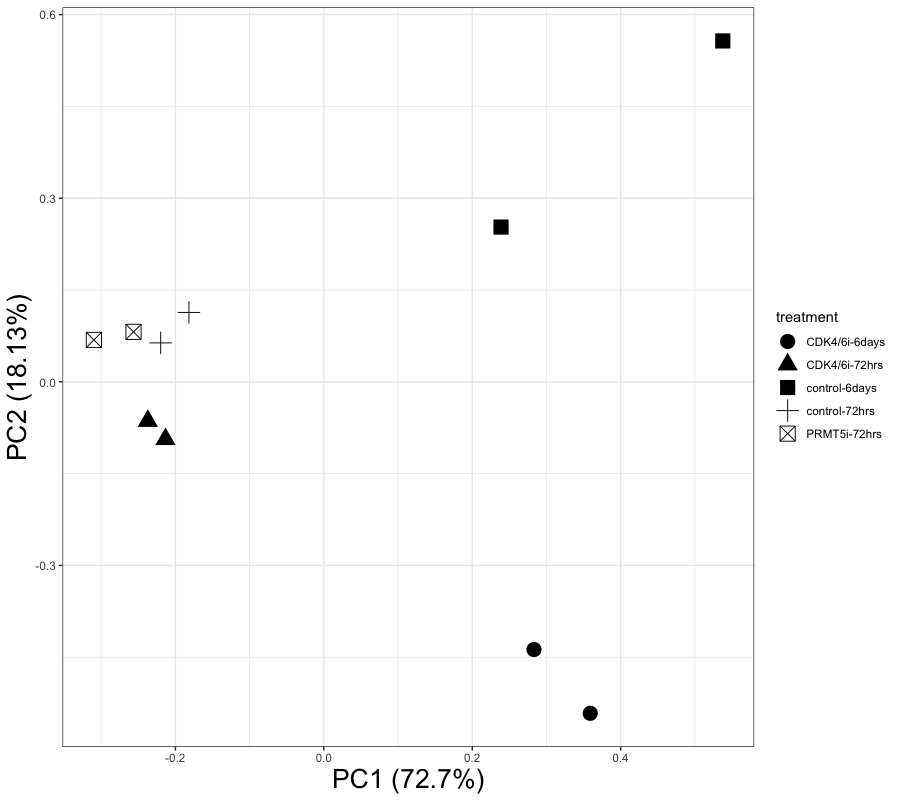 0.6
0.3
0.0
-0.3
PC2 (18.13%)
-0.2
0.0
0.2
0.4
PC1 (72.7%)
treatment
CDK4/6i-6days
CDK4/6i-72hrs
control-6days
control-72hrs
PRMT5i-72hrs